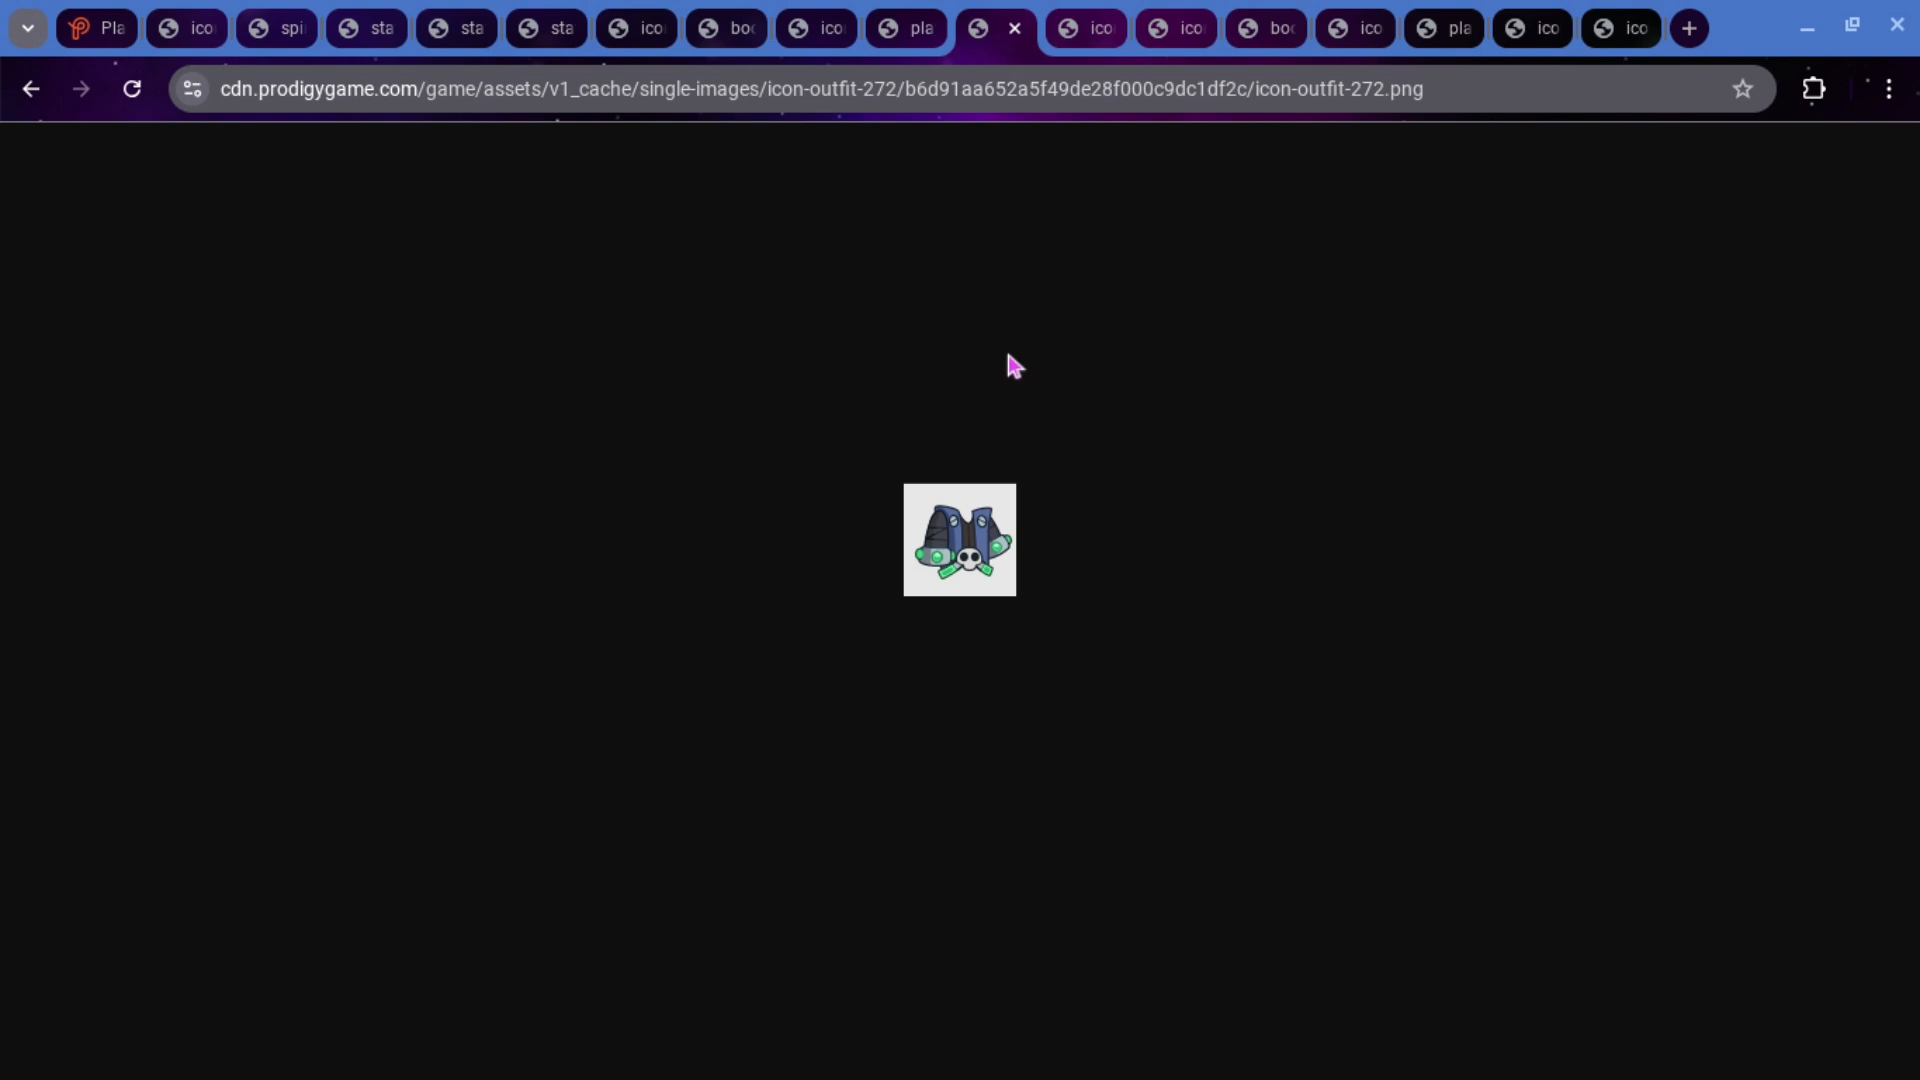 Pla
ico
spi
sta
sta
sta
ico
boo
ico
pla
ico
ico
boo
ico
pla
ico
ico
cdn.prodigygame.com/game/assets/v1_cache/single-images/icon-outfit-272/b6d91aa652a5f49de28f000c9dc1df2c/icon-outfit-272.png